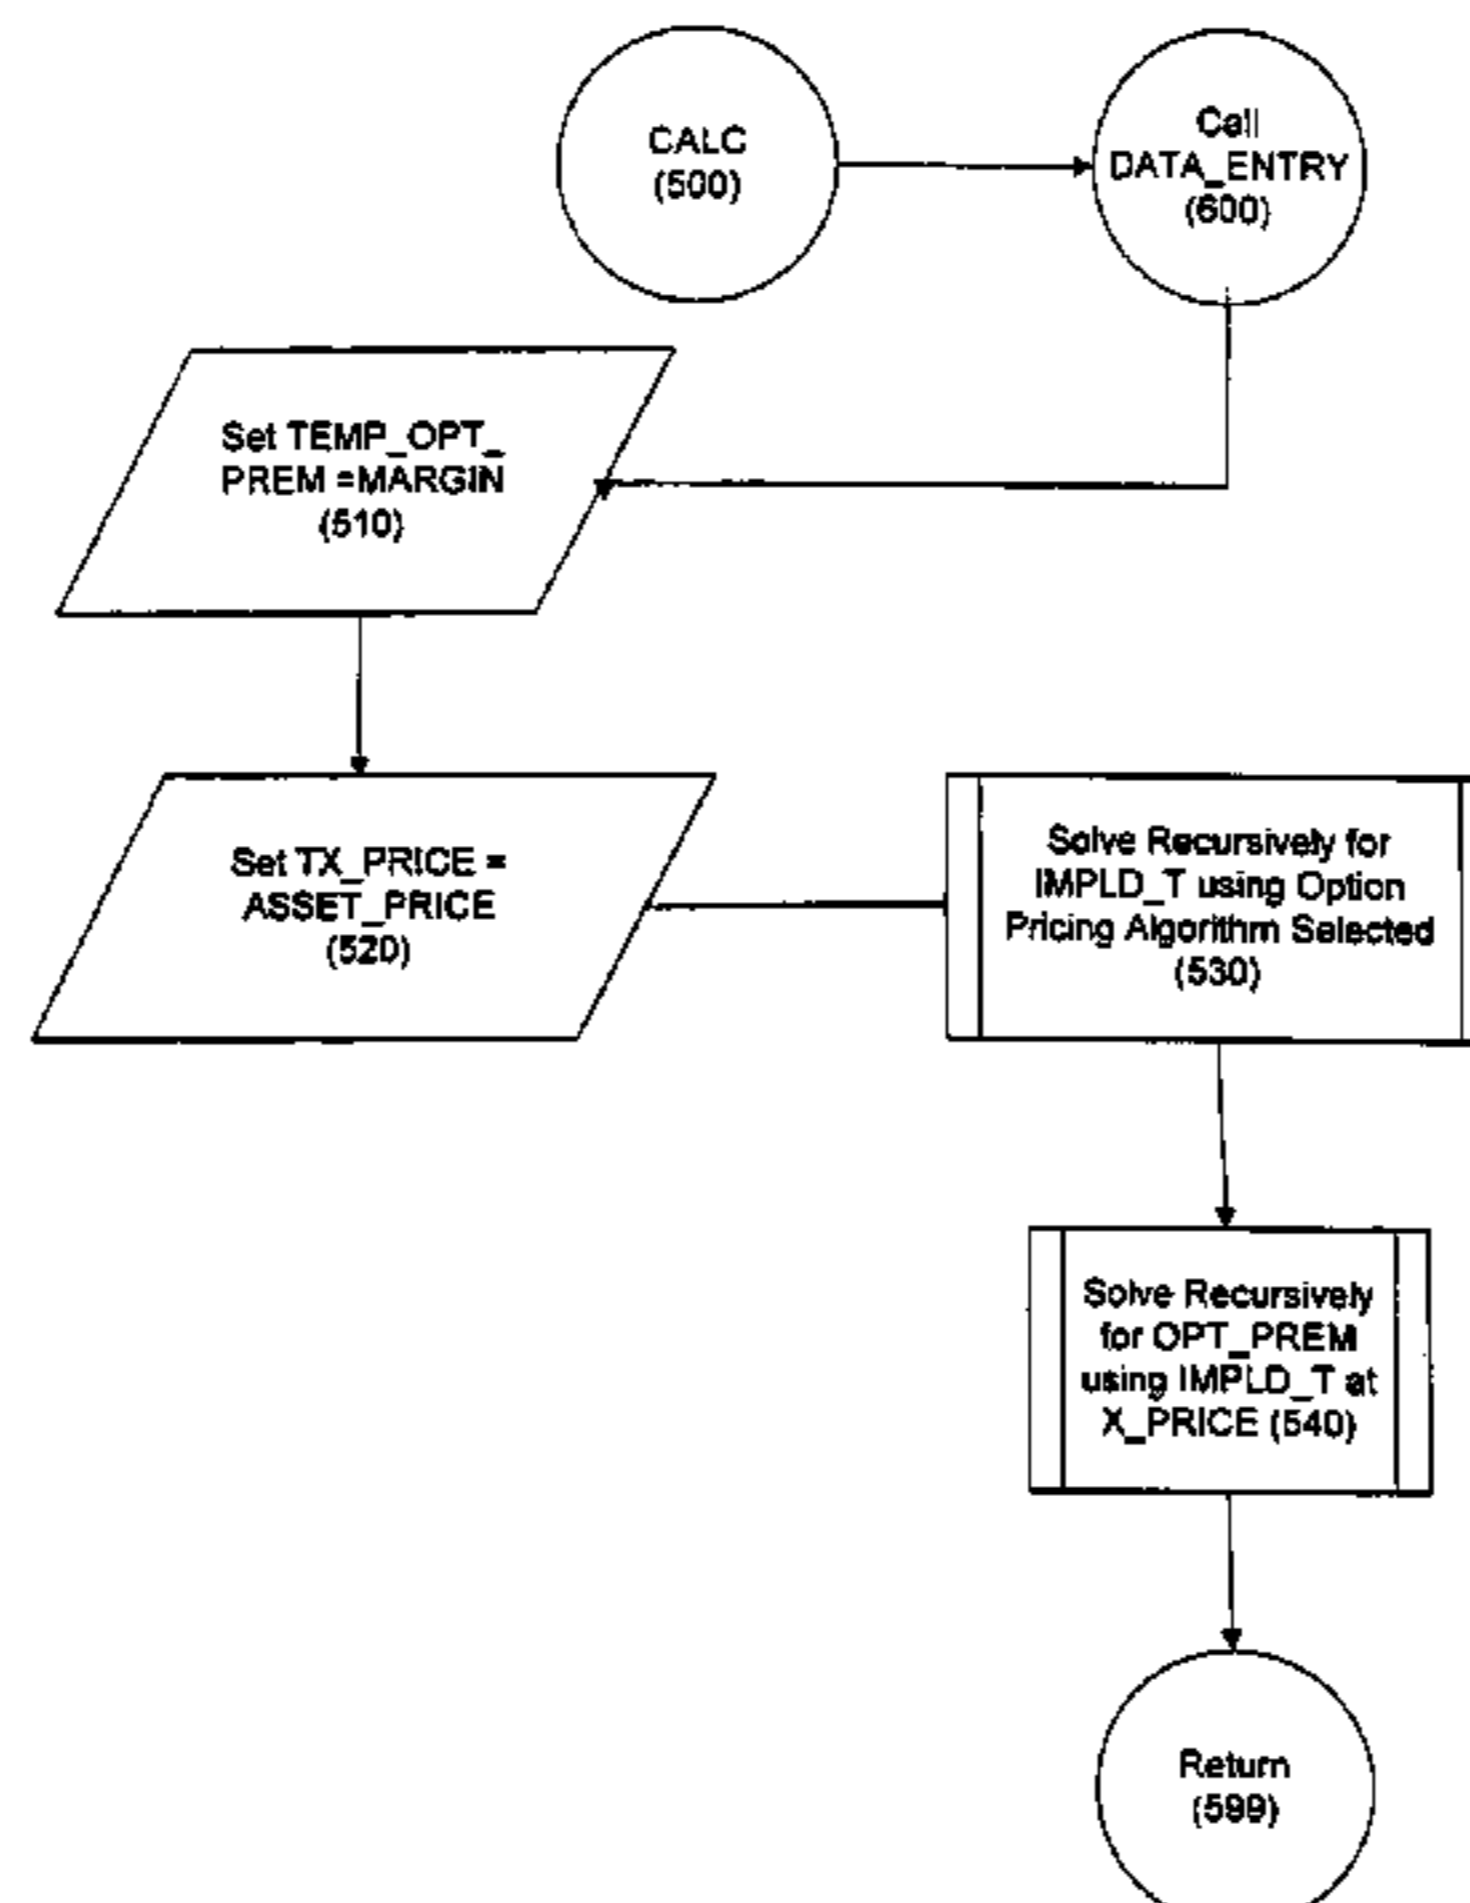 CALC
(500)
Call
DATA_ENTRY
(600)
Set TEMP_OPT_
PREM =MARGIN
(510)
Set TX_PRICE =
ASSET_PRICE
(520)
Solve Recursively for
IMPLD_T using Option
Pricing Algorithm Selected
(530)
Solve Recursively
for OPT_PREM
using IMPLD_T at
X_PRICE (540)
Return
(599)